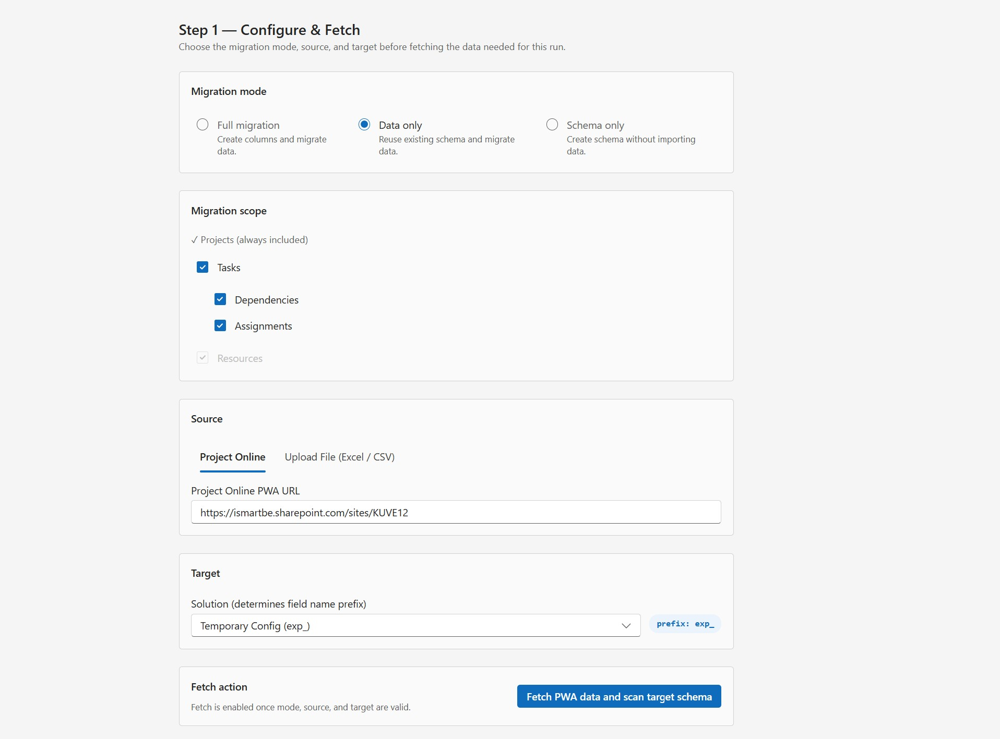 Step 1 — Configure & Fetch
Choose the migration mode, source, and target before fetching the data needed for this run.
Migration mode
Full migration
Create columns and migrate
data.
Data only
Reuse existing schema and migrate
data.
Schema only
Create schema without importing
data.
Migration scope
✓ Projects (always included)
Tasks
Dependencies
Assignments
Resources
Source
Project Online
Upload File (Excel / CSV)
Project Online PWA URL
https://ismartbe.sharepoint.com/sites/KUVE12
Target
Solution (determines field name prefix)
Temporary Config (exp_)
prefix: exp_
Fetch action
Fetch is enabled once mode, source, and target are valid.
Fetch PWA data and scan target schema